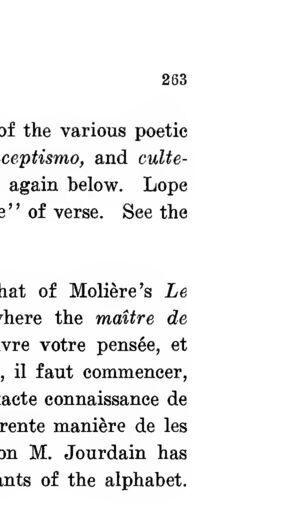 263
of the various poetic
ceptismo, and culte-
again below. Lope
e'' of verse. See the
hat of Molière's Le
where the maître de
vre votre pensée, et
, il faut commencer,
acte connaissance de
rente manière de les
on M. Jourdain has
nts of the alphabet.